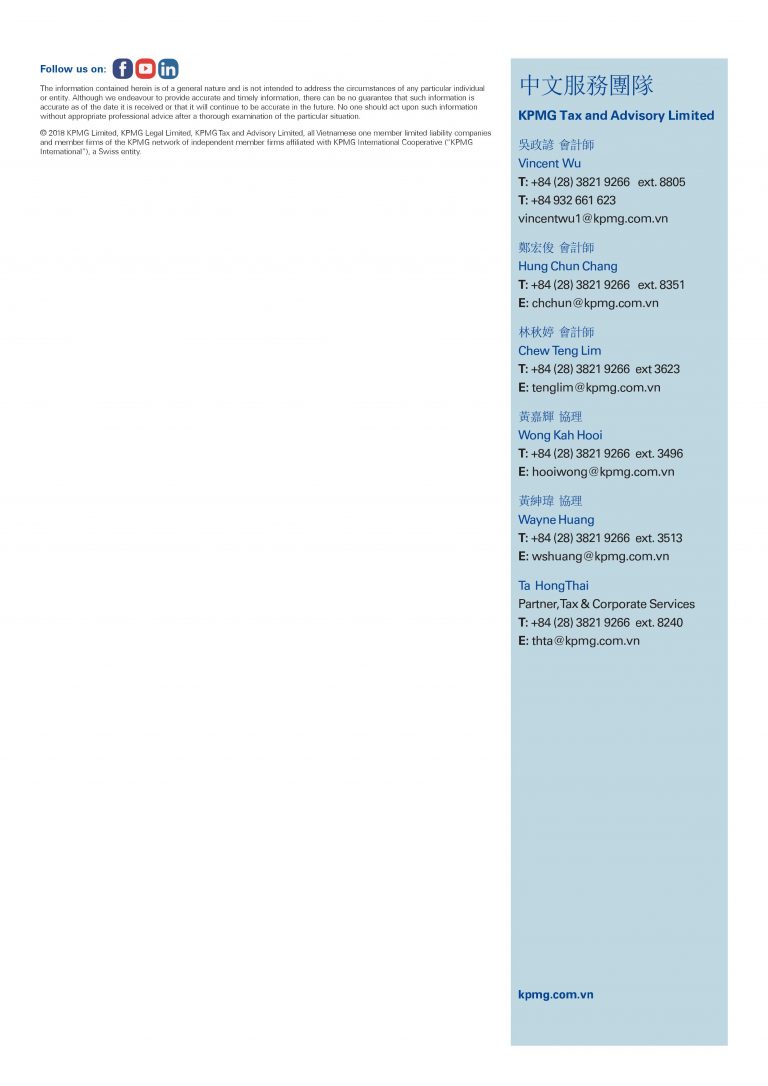 Follow us on:
The information contained herein is of a general nature and is not intended to address the circumstances of any particular individual
or entity. Although we endeavour to provide accurate and timely information, there can be no guarantee that such information is
accurate as of the date it is received or that it will continue to be accurate in the future. No one should act upon such information
without appropriate professional advice after a thorough examination of the particular situation.
© 2018 KPMG Limited, KPMG Legal Limited, KPMG Tax and Advisory Limited, all Vietnamese one member limited liability companies
and member firms of the KPMG network of independent member firms affiliated with KPMG International Cooperative ("KPMG
International"), a Swiss entity.
中文服務團隊
KPMG Tax and Advisory Limited
吳政諺 會計師
Vincent Wu
T: +84 (28) 3821 9266 ext. 8805
T: +84 932 661 623
vincentwu1@kpmg.com.vn
鄭宏俊 會計師
Hung Chun Chang
T: +84 (28) 3821 9266 ext. 8351
E: chchun@kpmg.com.vn
林秋婷 會計師
Chew Teng Lim
T: +84 (28) 3821 9266 ext 3623
E: tenglim@kpmg.com.vn
黃嘉輝 協理
Wong Kah Hooi
T: +84 (28) 3821 9266 ext. 3496
E: hooiwong@kpmg.com.vn
黃紳瑋 協理
Wayne Huang
T: +84 (28) 3821 9266 ext. 3513
E: wshuang@kpmg.com.vn
Ta HongThai
Partner, Tax & Corporate Services
T: +84 (28) 3821 9266 ext. 8240
E: thta@kpmg.com.vn
kpmg.com.vn